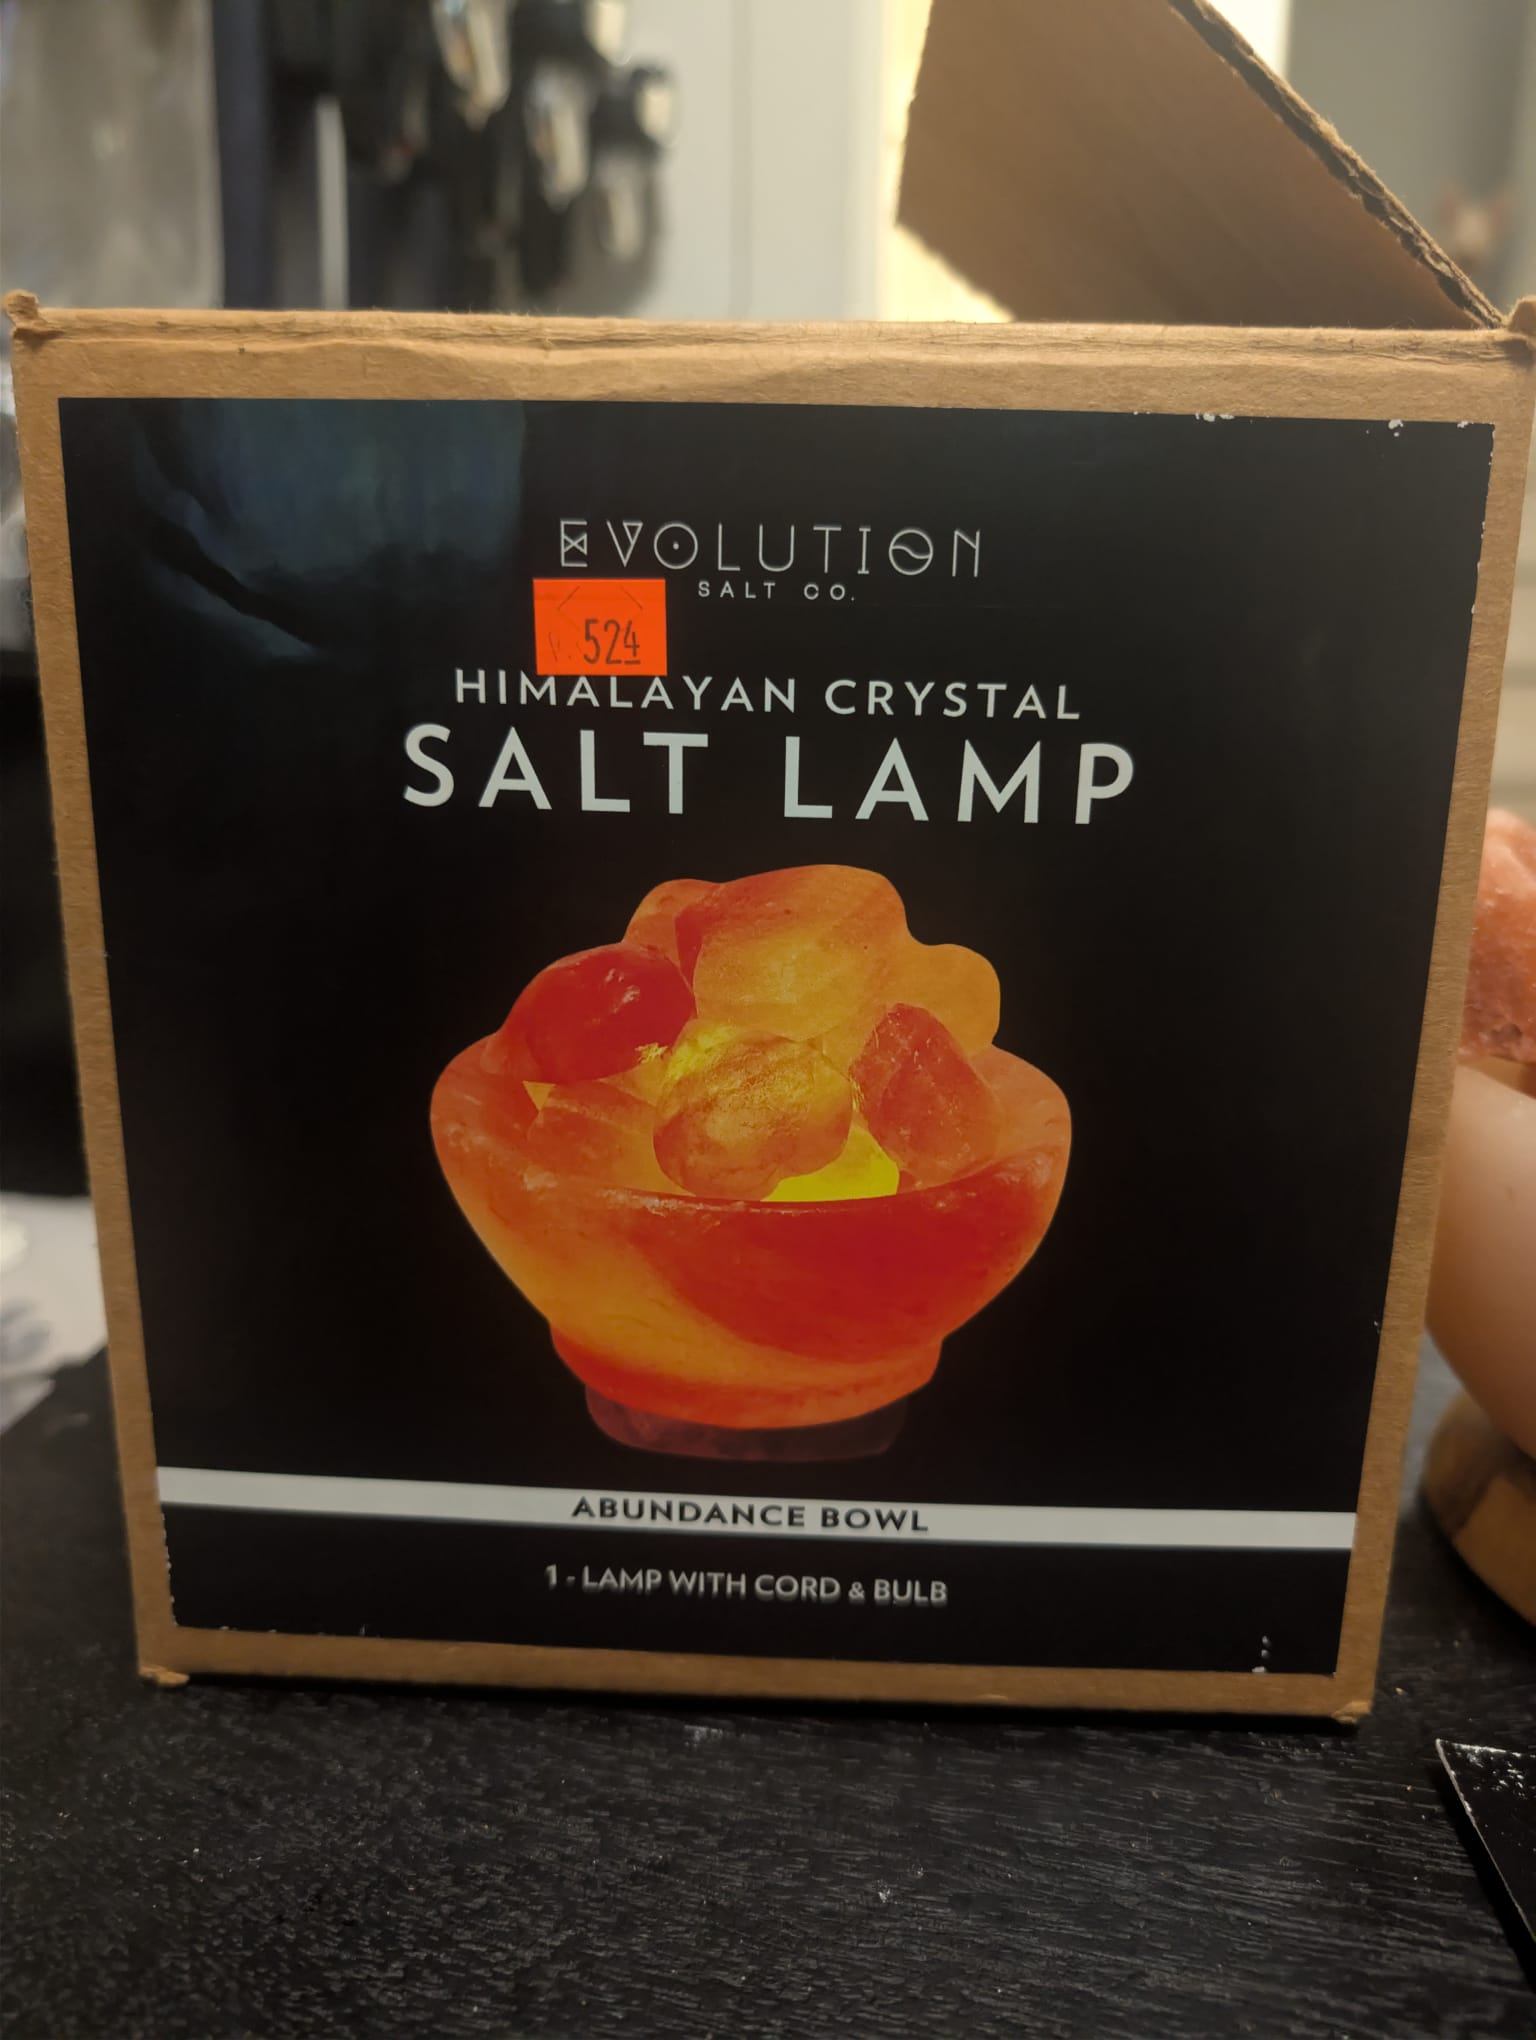 EVOLUTION
SALT CO.
524
HIMALAYAN CRYSTAL
SALT LAMP
ABUNDANCE BOWL
1 - LAMP WITH CORD & BULB